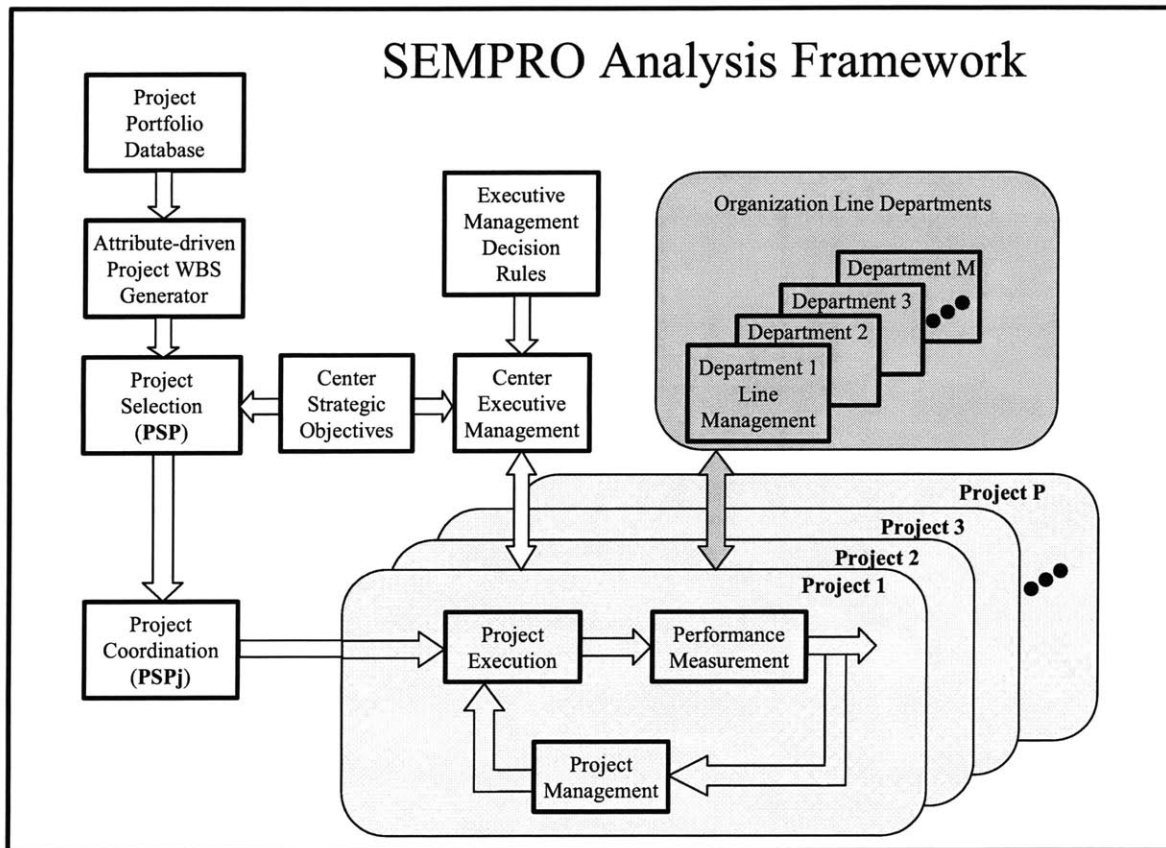 SEMPRO Analysis Framework
Project
Portfolio
Database
Attribute-driven
Project WBS
Generator
Project
Selection
(PSP)
Project
Coordination
(PSPj)
Center
Strategic
Objectives
Executive
Management
Decision
Rules
Center
Executive
Management
Organization Line Departments
Department M
Department 3
Department 2
Department 1
Line
Management
Project P
Project 3
Project 2
Project 1
Project
Execution
Performance
Measurement
Project
Management